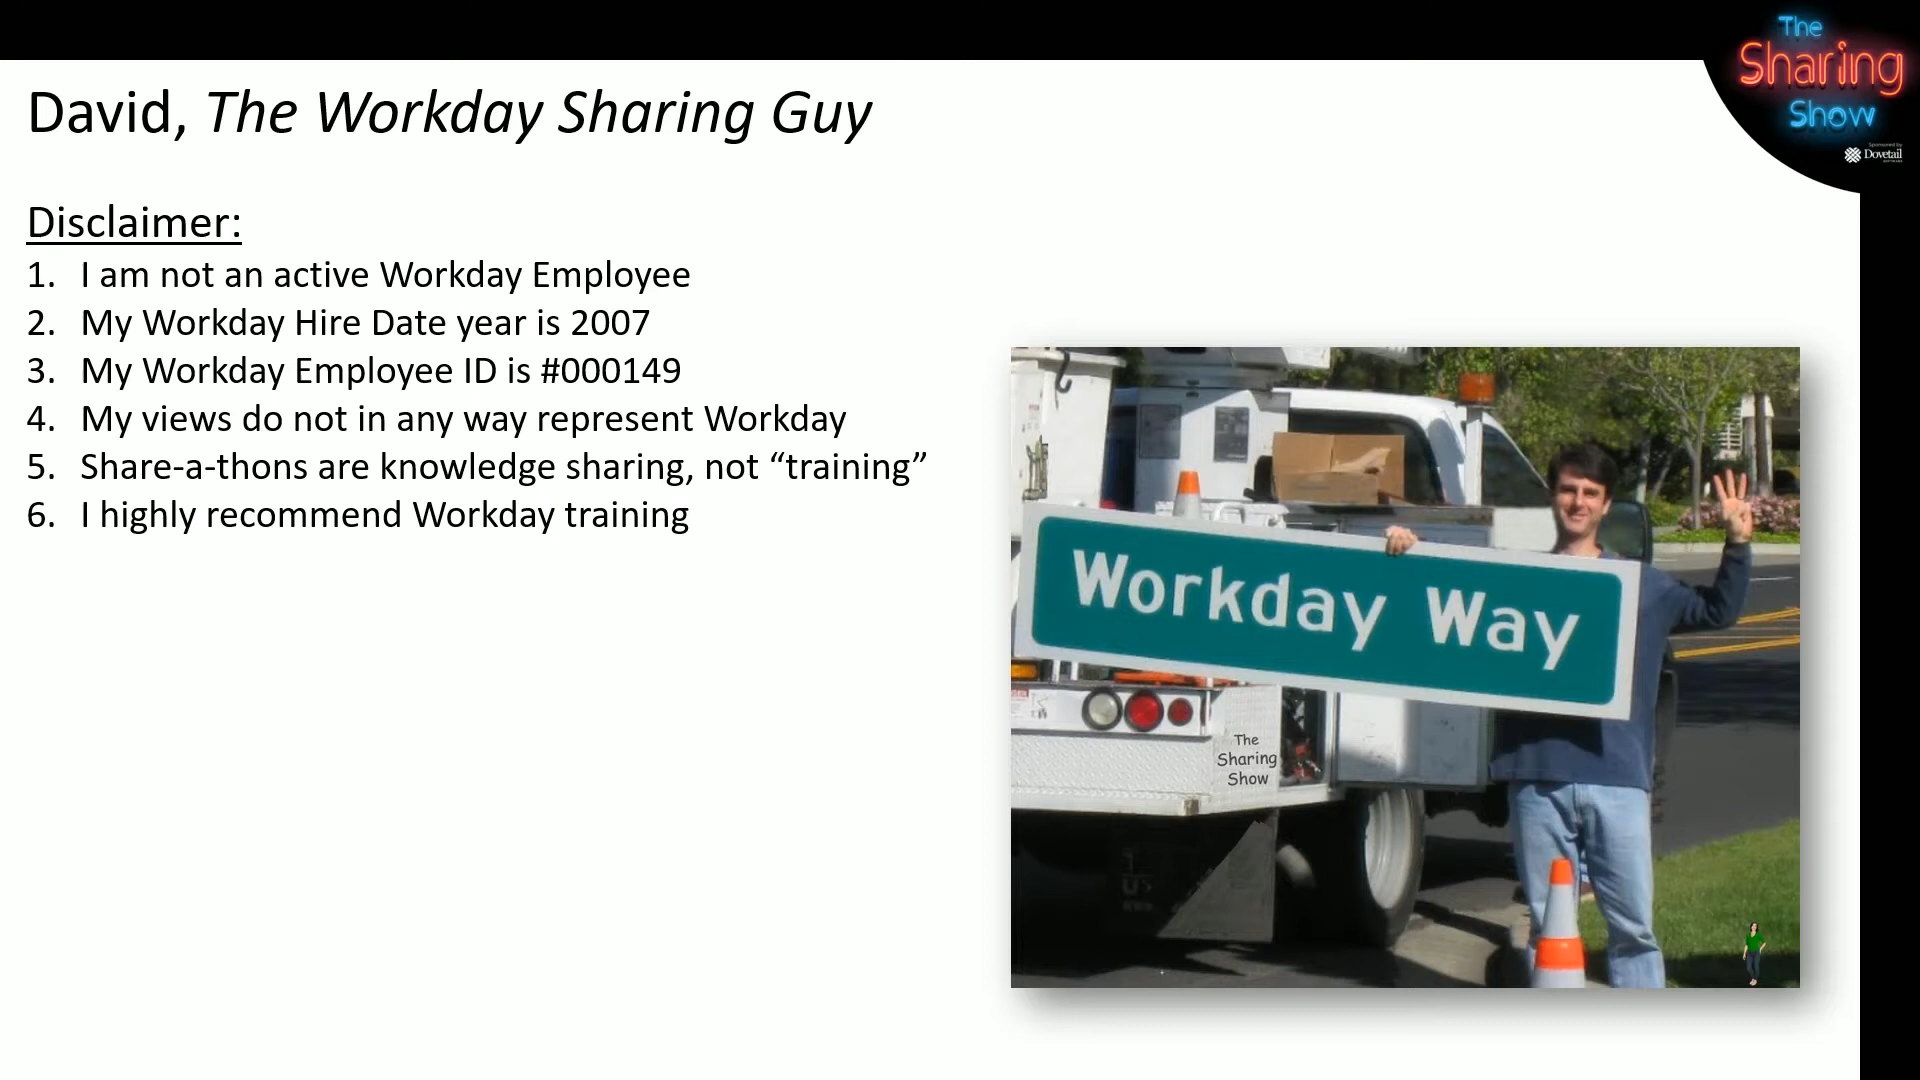 The
Sharing
Show
Sponsored by
Dovetail
David, The Workday Sharing Guy
Disclaimer:
1. I am not an active Workday Employee
2. My Workday Hire Date year is 2007
3. My Workday Employee ID is #000149
4. My views do not in any way represent Workday
5. Share-a-thons are knowledge sharing, not “training”
6. I highly recommend Workday training
Workday Way
The
Sharing
Show